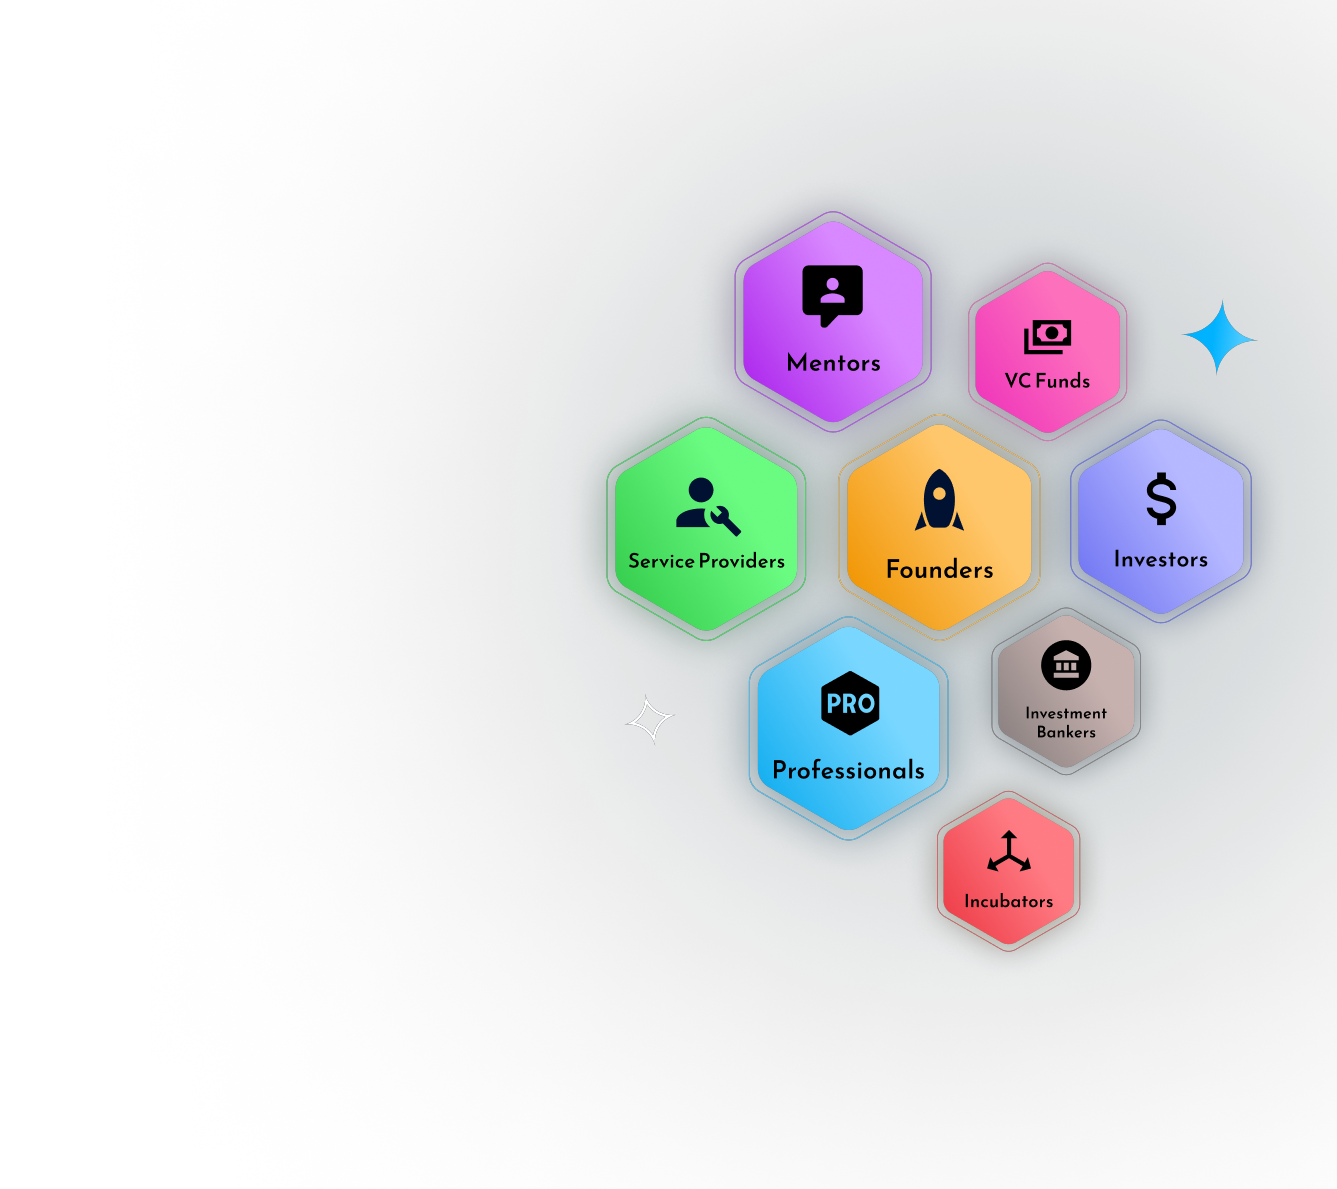 Mentors
VC Funds
Service Providers
Founders
Investors
PRO
Professionals
Investment
Bankers
Incubators